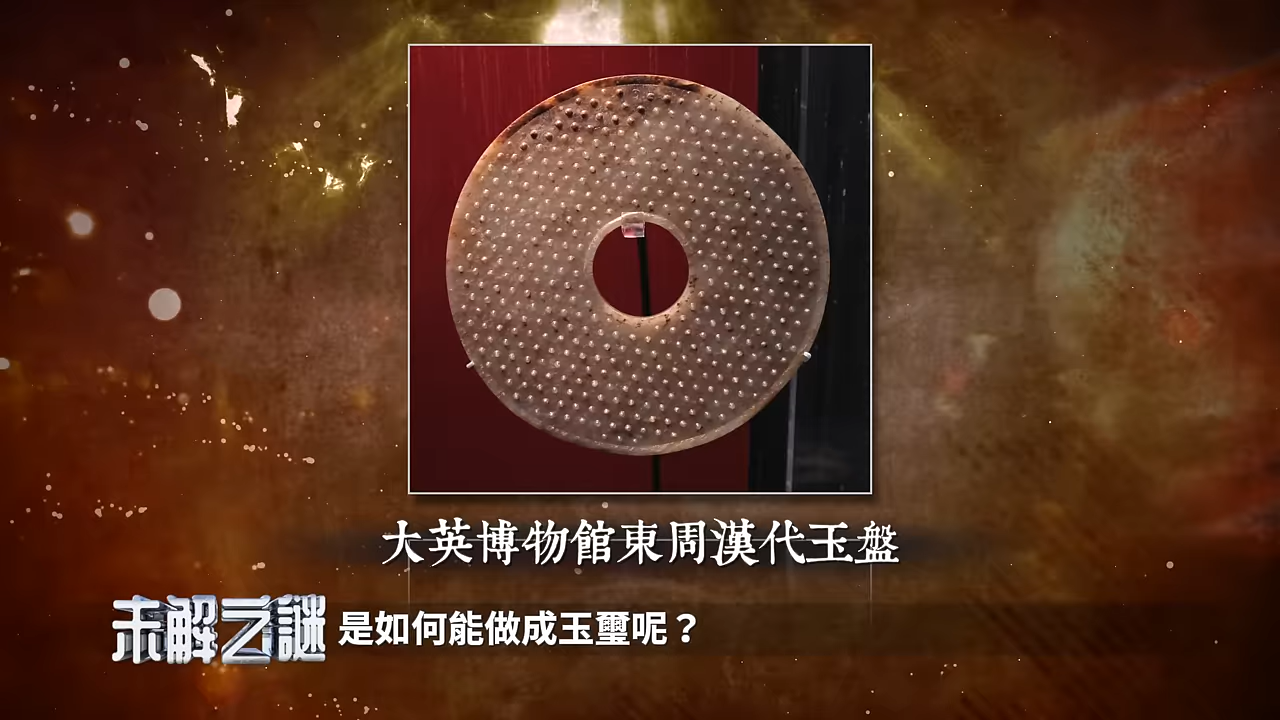 大英博物館東周漢代玉盤
未解之謎
是如何能做成玉璽呢？